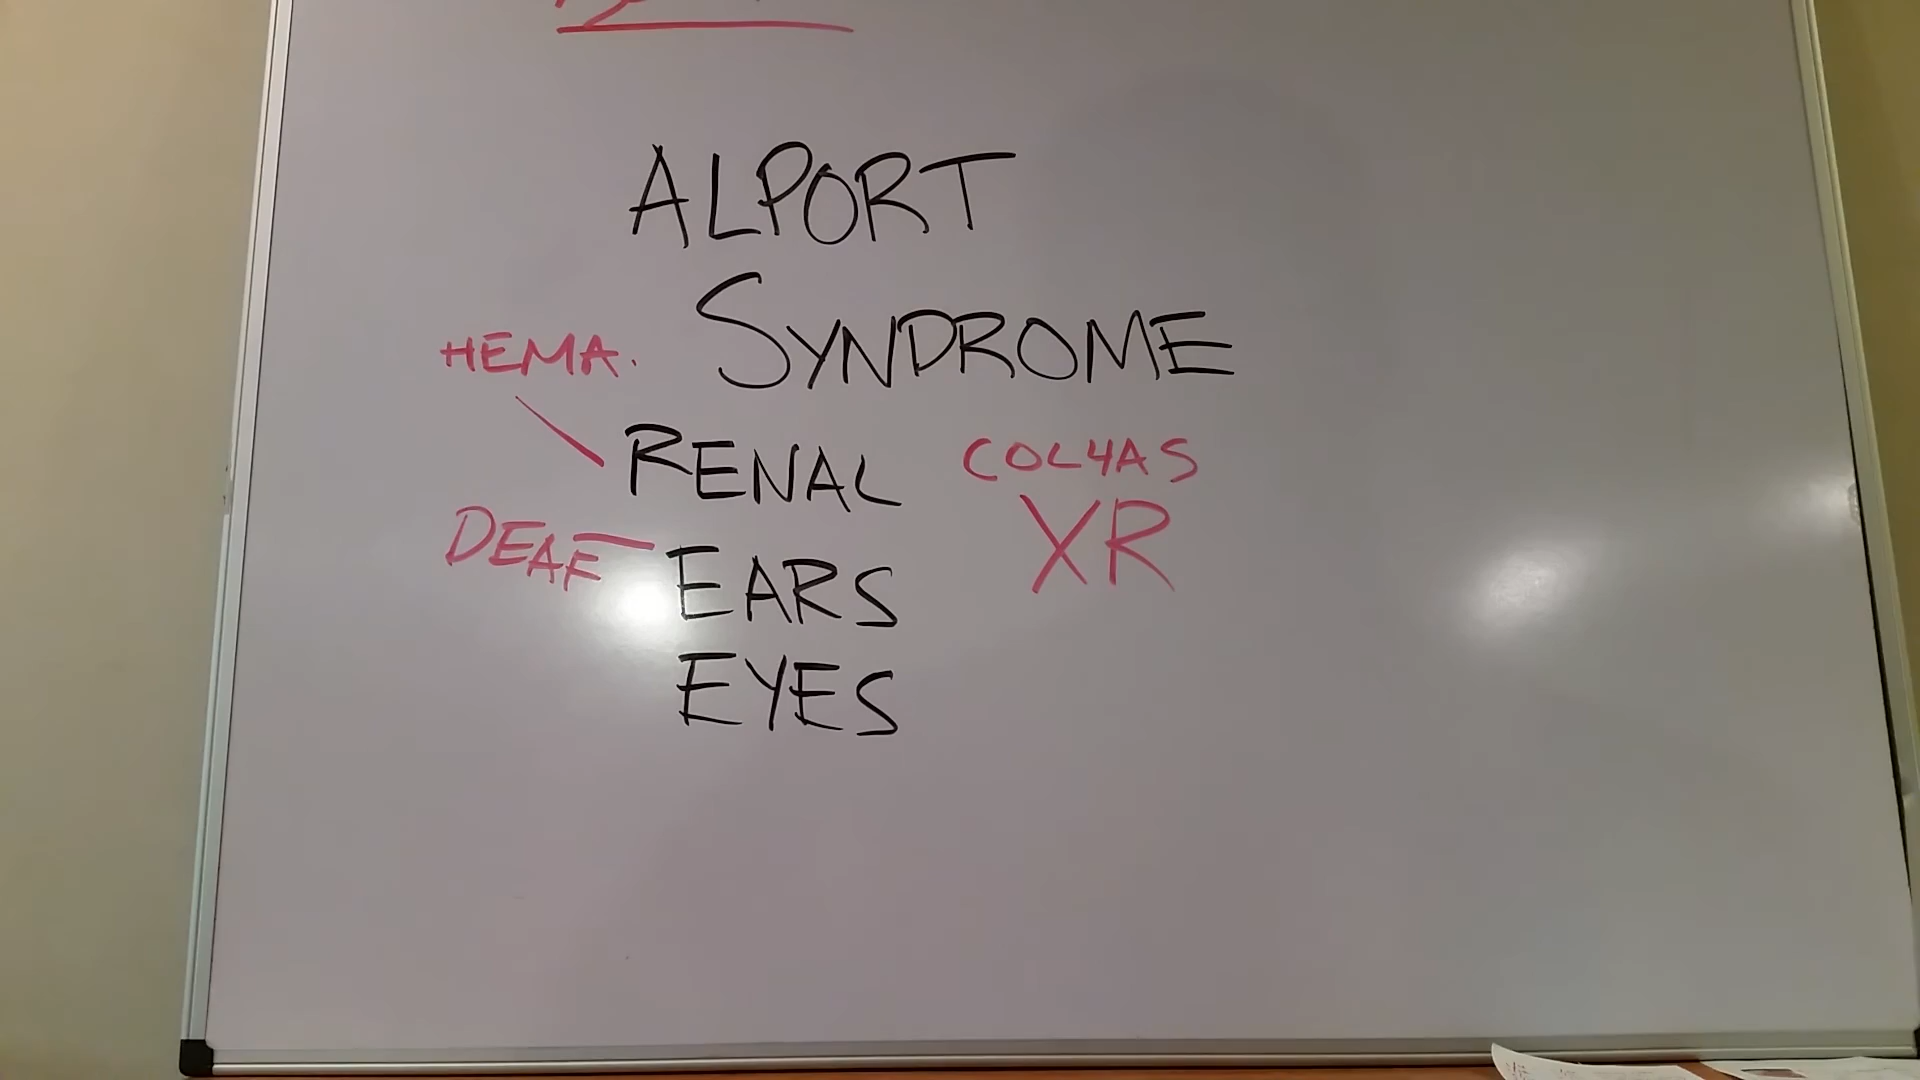 ALPORT
SYNDROME
HEMA.
RENAL
COL4A5
XR
DEAF
EARS
EYES